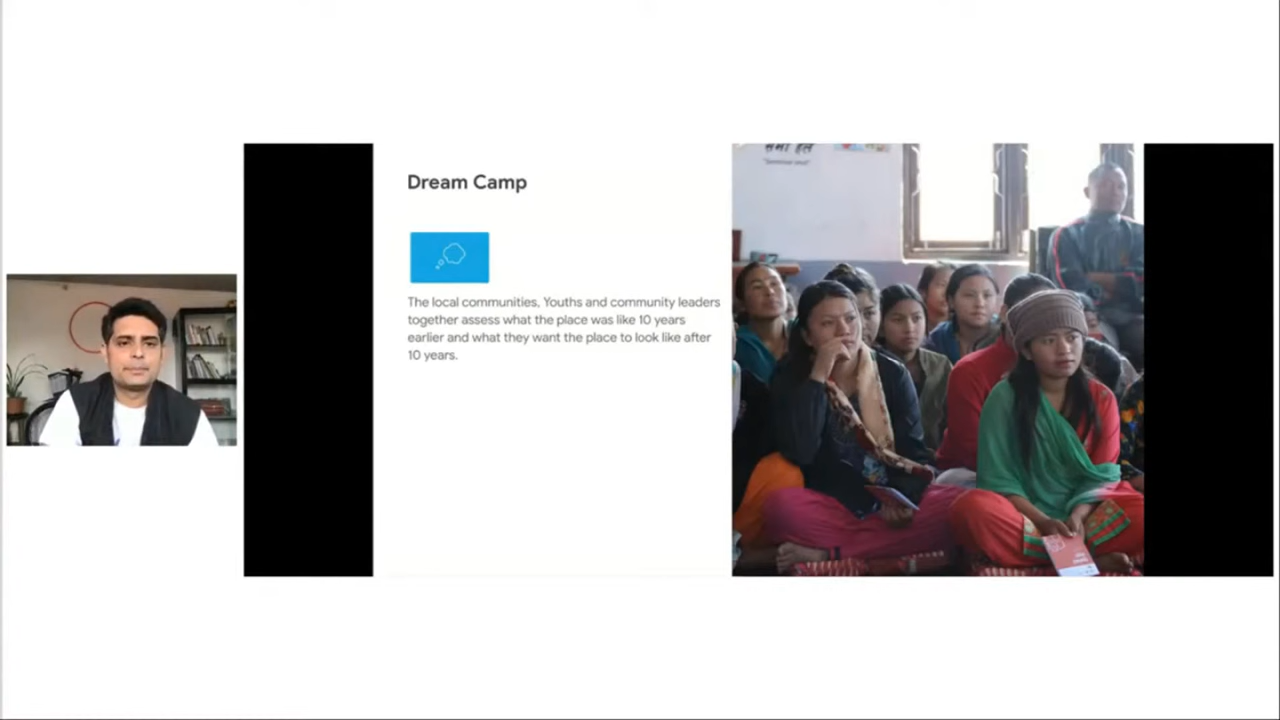 Dream Camp
The local communities, Youths and community leaders
together assess what the place was like 10 years
earlier and what they want the place to look like after
10 years.